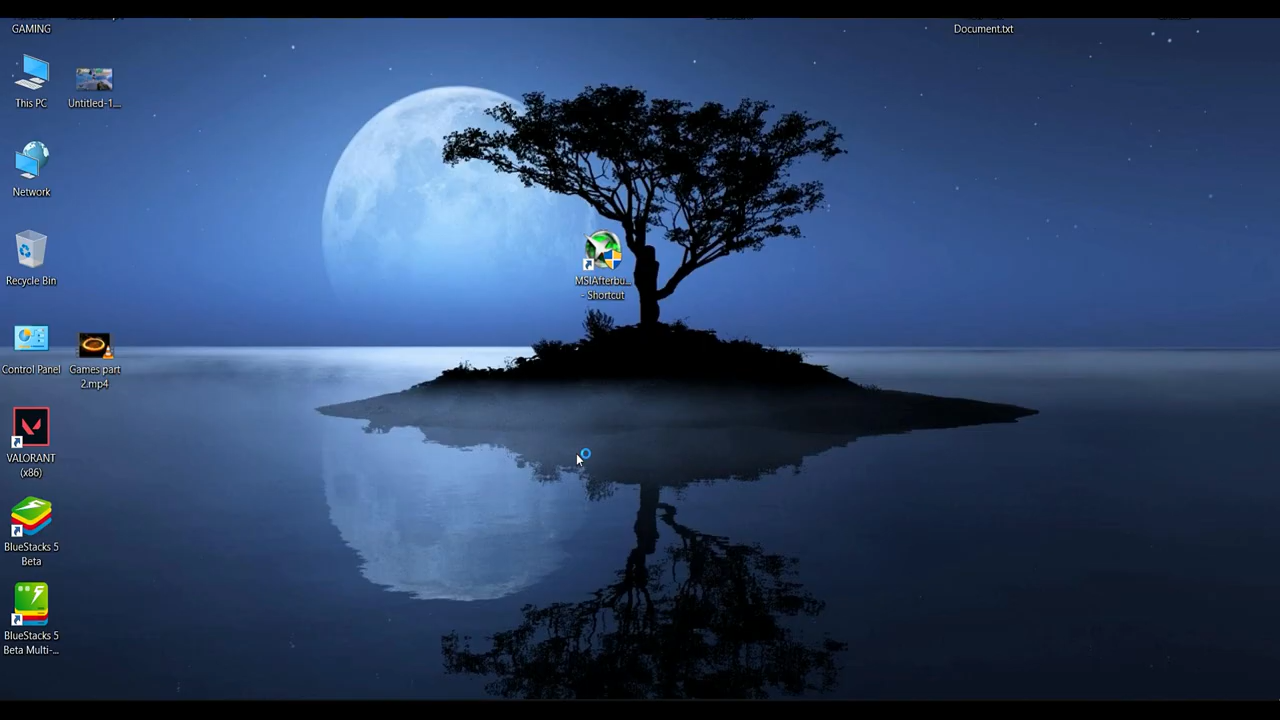 GAMING
Document.txt
This PC
Untitled-1....
Network
Recycle Bin
MSIAfterbu...
- Shortcut
Control Panel
Games part
2.mp4
VALORANT
(x86)
BlueStacks 5
Beta
BlueStacks 5
Beta Multi-...